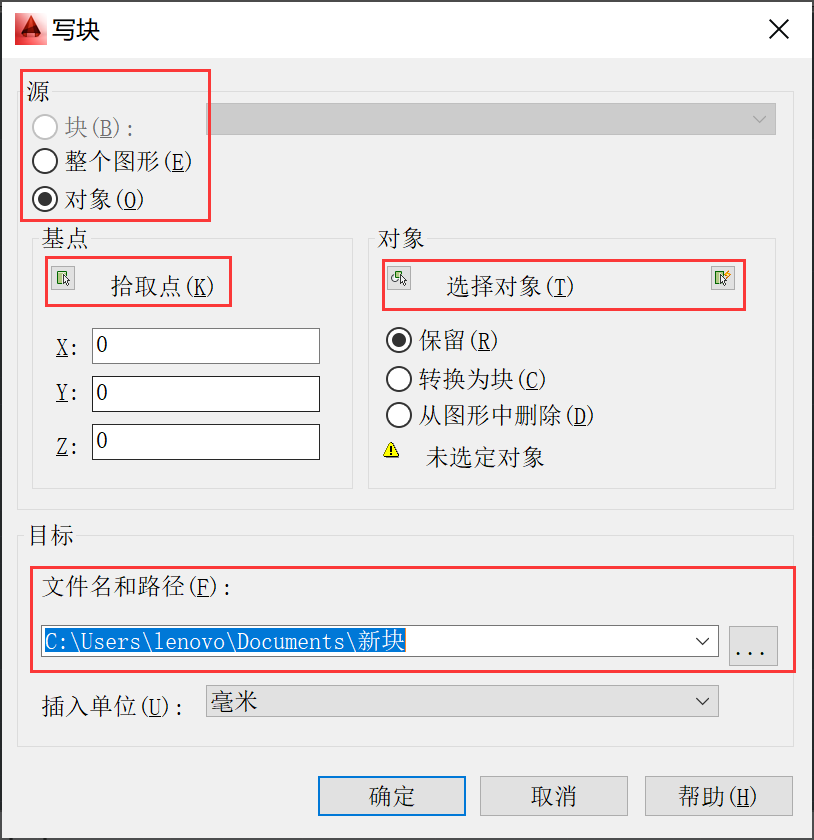 写块
源
块(B):
整个图形(E)
对象(O)
基点
拾取点(K)
X: 0
Y: 0
Z: 0
对象
选择对象(T)
保留(R)
转换为块(C)
从图形中删除(D)
未选定对象
目标
文件名和路径(F):
C:\Users\lenovo\Documents\新块
...
插入单位(U): 毫米
确定 取消 帮助(H)